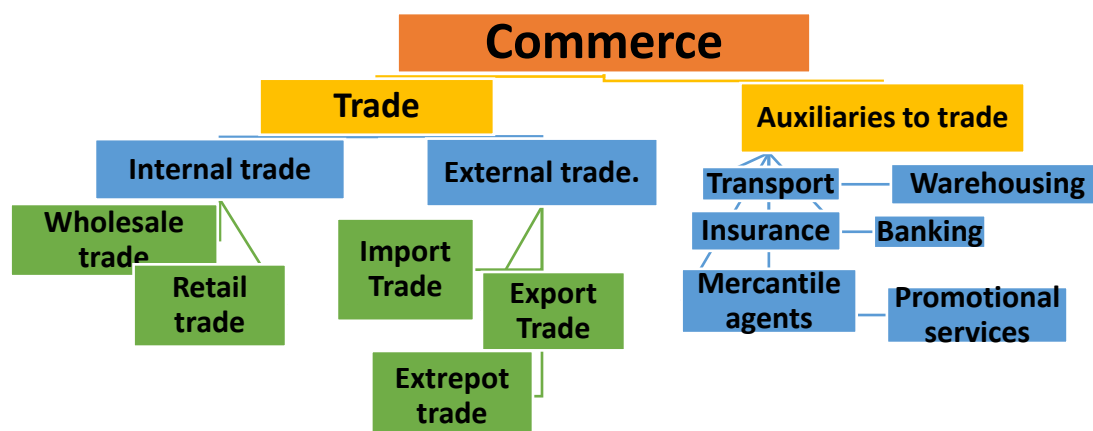 Commerce
Trade
Auxiliaries to trade
Internal trade
External trade.
Transport
Warehousing
Wholesale
trade
Insurance
Banking
Import
Trade
Retail
trade
Export
Trade
Mercantile
agents
Promotional
services
Extrepot
trade